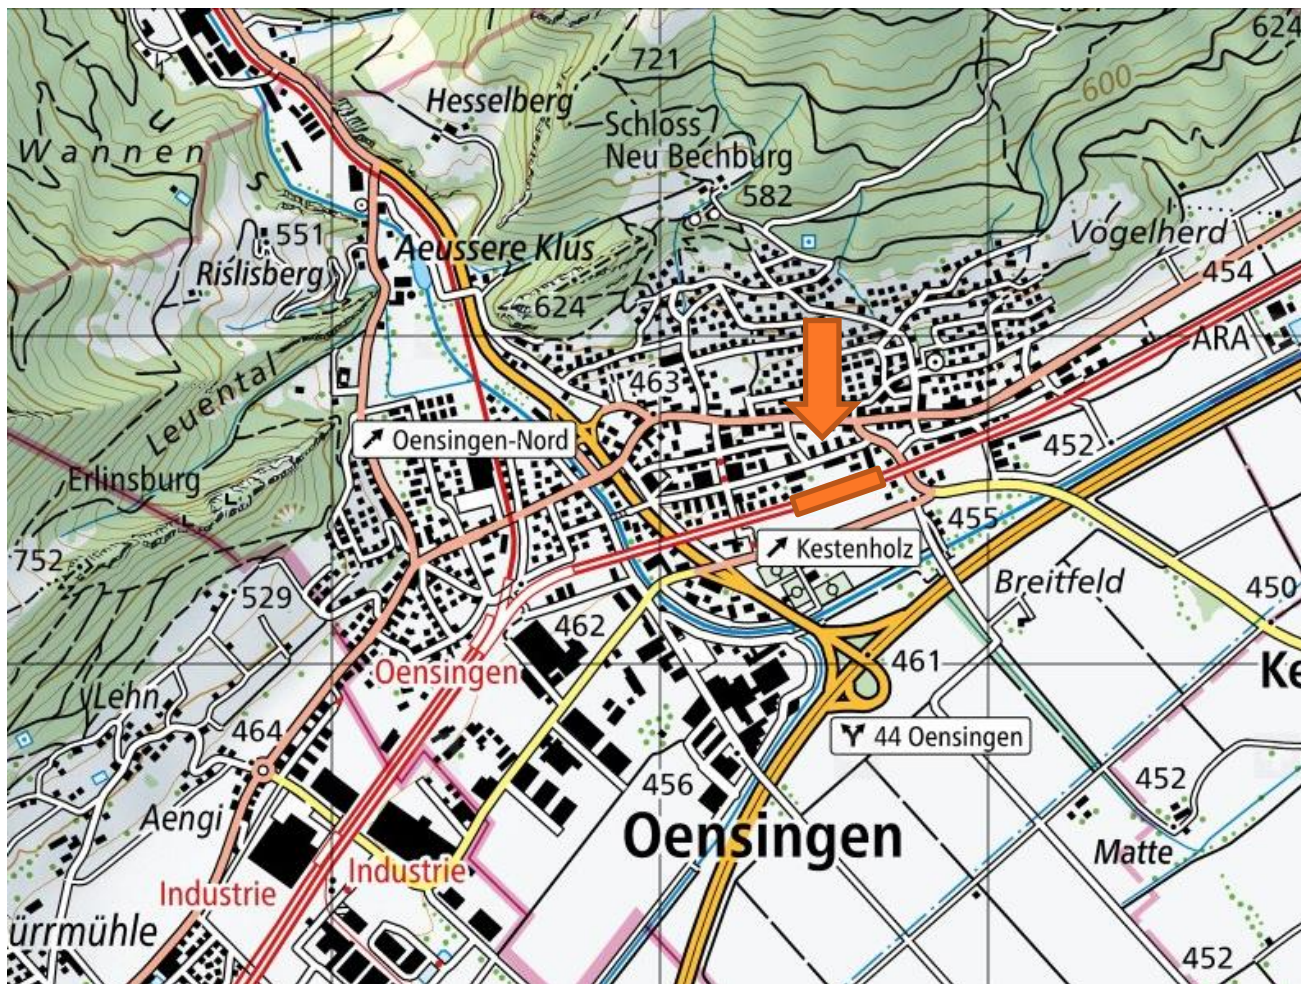 624
721
600
Hesselberg
Wannen
Schloss
Neu Bechburg
582
551
Aeussere Klus
Vogelherd
Rislisberg
454
624
ARA
463
Leuental
Oensingen-Nord
452
Erlinsburg
455
752
Kestenholz
529
Breitfeld
450
462
Oensingen
461
Ke
Lehn
464
44 Oensingen
456
452
Aengi
Oensingen
Matte
Industrie
Industrie
ürrmühle
452